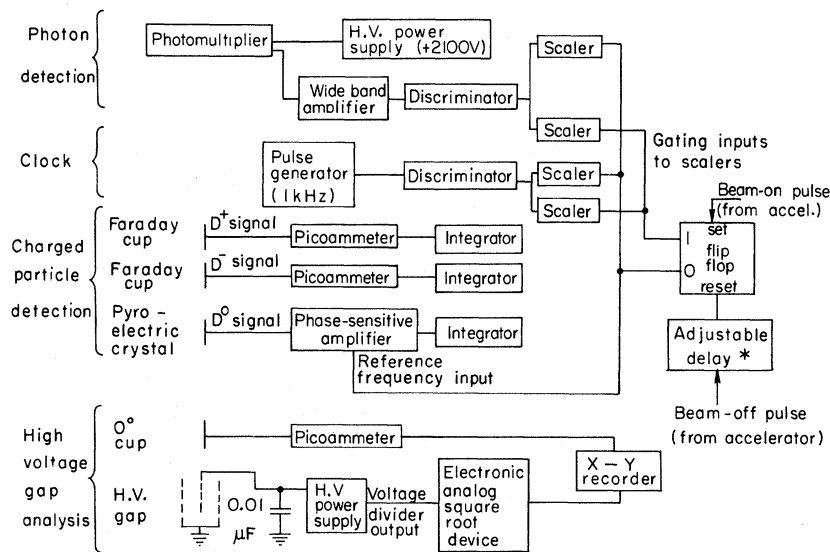 Photon
detection
Photomultiplier
H.V. power
supply (+2100V)
Wide band
amplifier
Discriminator
Scaler
Scaler
Gating inputs
to scalers
Clock
Pulse
generator
(1kHz)
Discriminator
Scaler
Scaler
Beam-on pulse
(from accel.)
set
I
flip
flop
O
reset
Charged
particle
detection
Faraday
cup
D⁺signal
Picoammeter
Integrator
Faraday
cup
D⁻ signal
Picoammeter
Integrator
Pyro-
electric
crystal
D⁰ signal
Phase-sensitive
amplifier
Integrator
Reference
frequency input
Adjustable
delay *
Beam-off pulse
(from accelerator)
High
voltage
gap
analysis
0°
cup
Picoammeter
X-Y
recorder
H.V.
gap
0.01
μF
H.V
power
supply
Voltage
divider
output
Electronic
analog
square
root
device